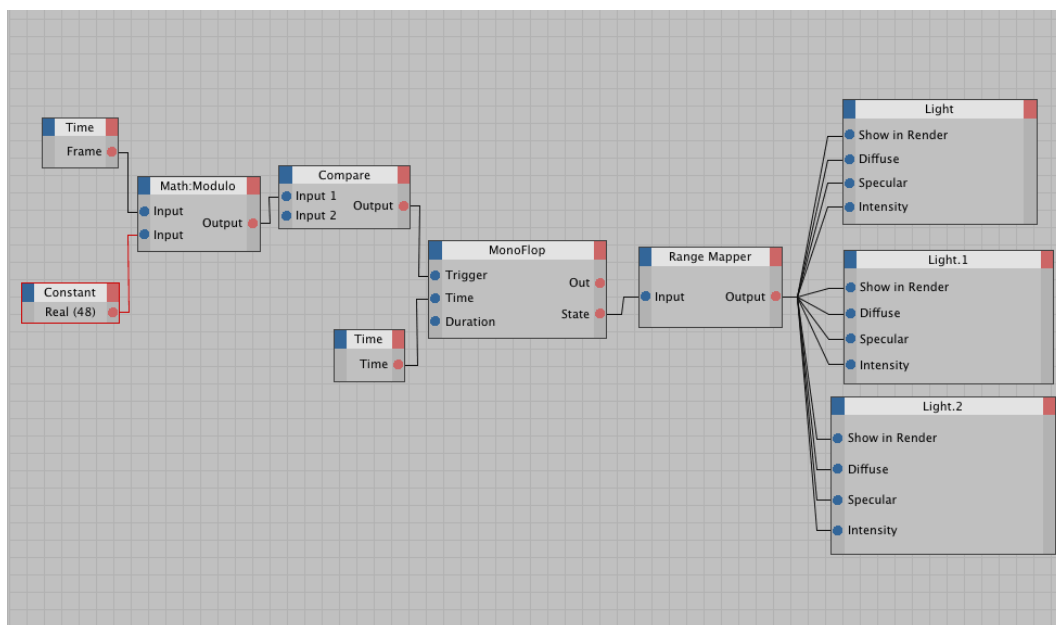 Time
Frame
Math:Modulo
Input
Output
Input
Constant
Real (48)
Compare
Input 1
Output
Input 2
Time
Time
MonoFlop
Trigger
Out
Time
State
Duration
Range Mapper
Input
Output
Light
Show in Render
Diffuse
Specular
Intensity
Light.1
Show in Render
Diffuse
Specular
Intensity
Light.2
Show in Render
Diffuse
Specular
Intensity